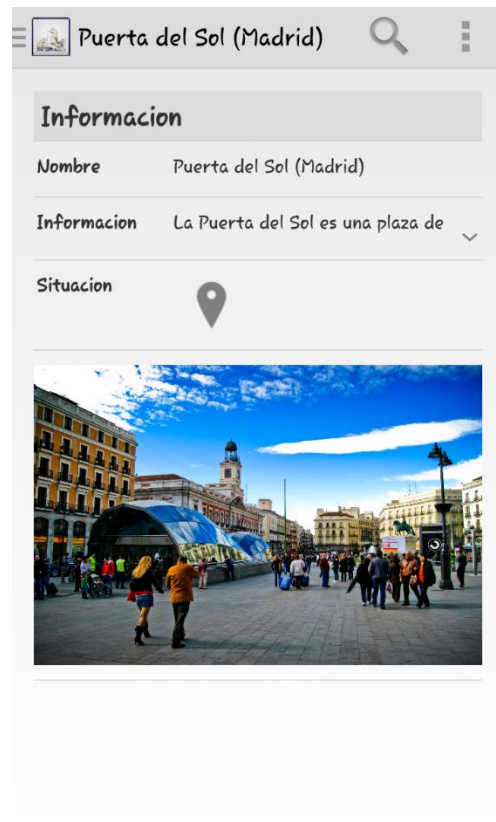 Puerta del Sol (Madrid)
Informacion
Nombre Puerta del Sol (Madrid)
Informacion La Puerta del Sol es una plaza de
Situacion